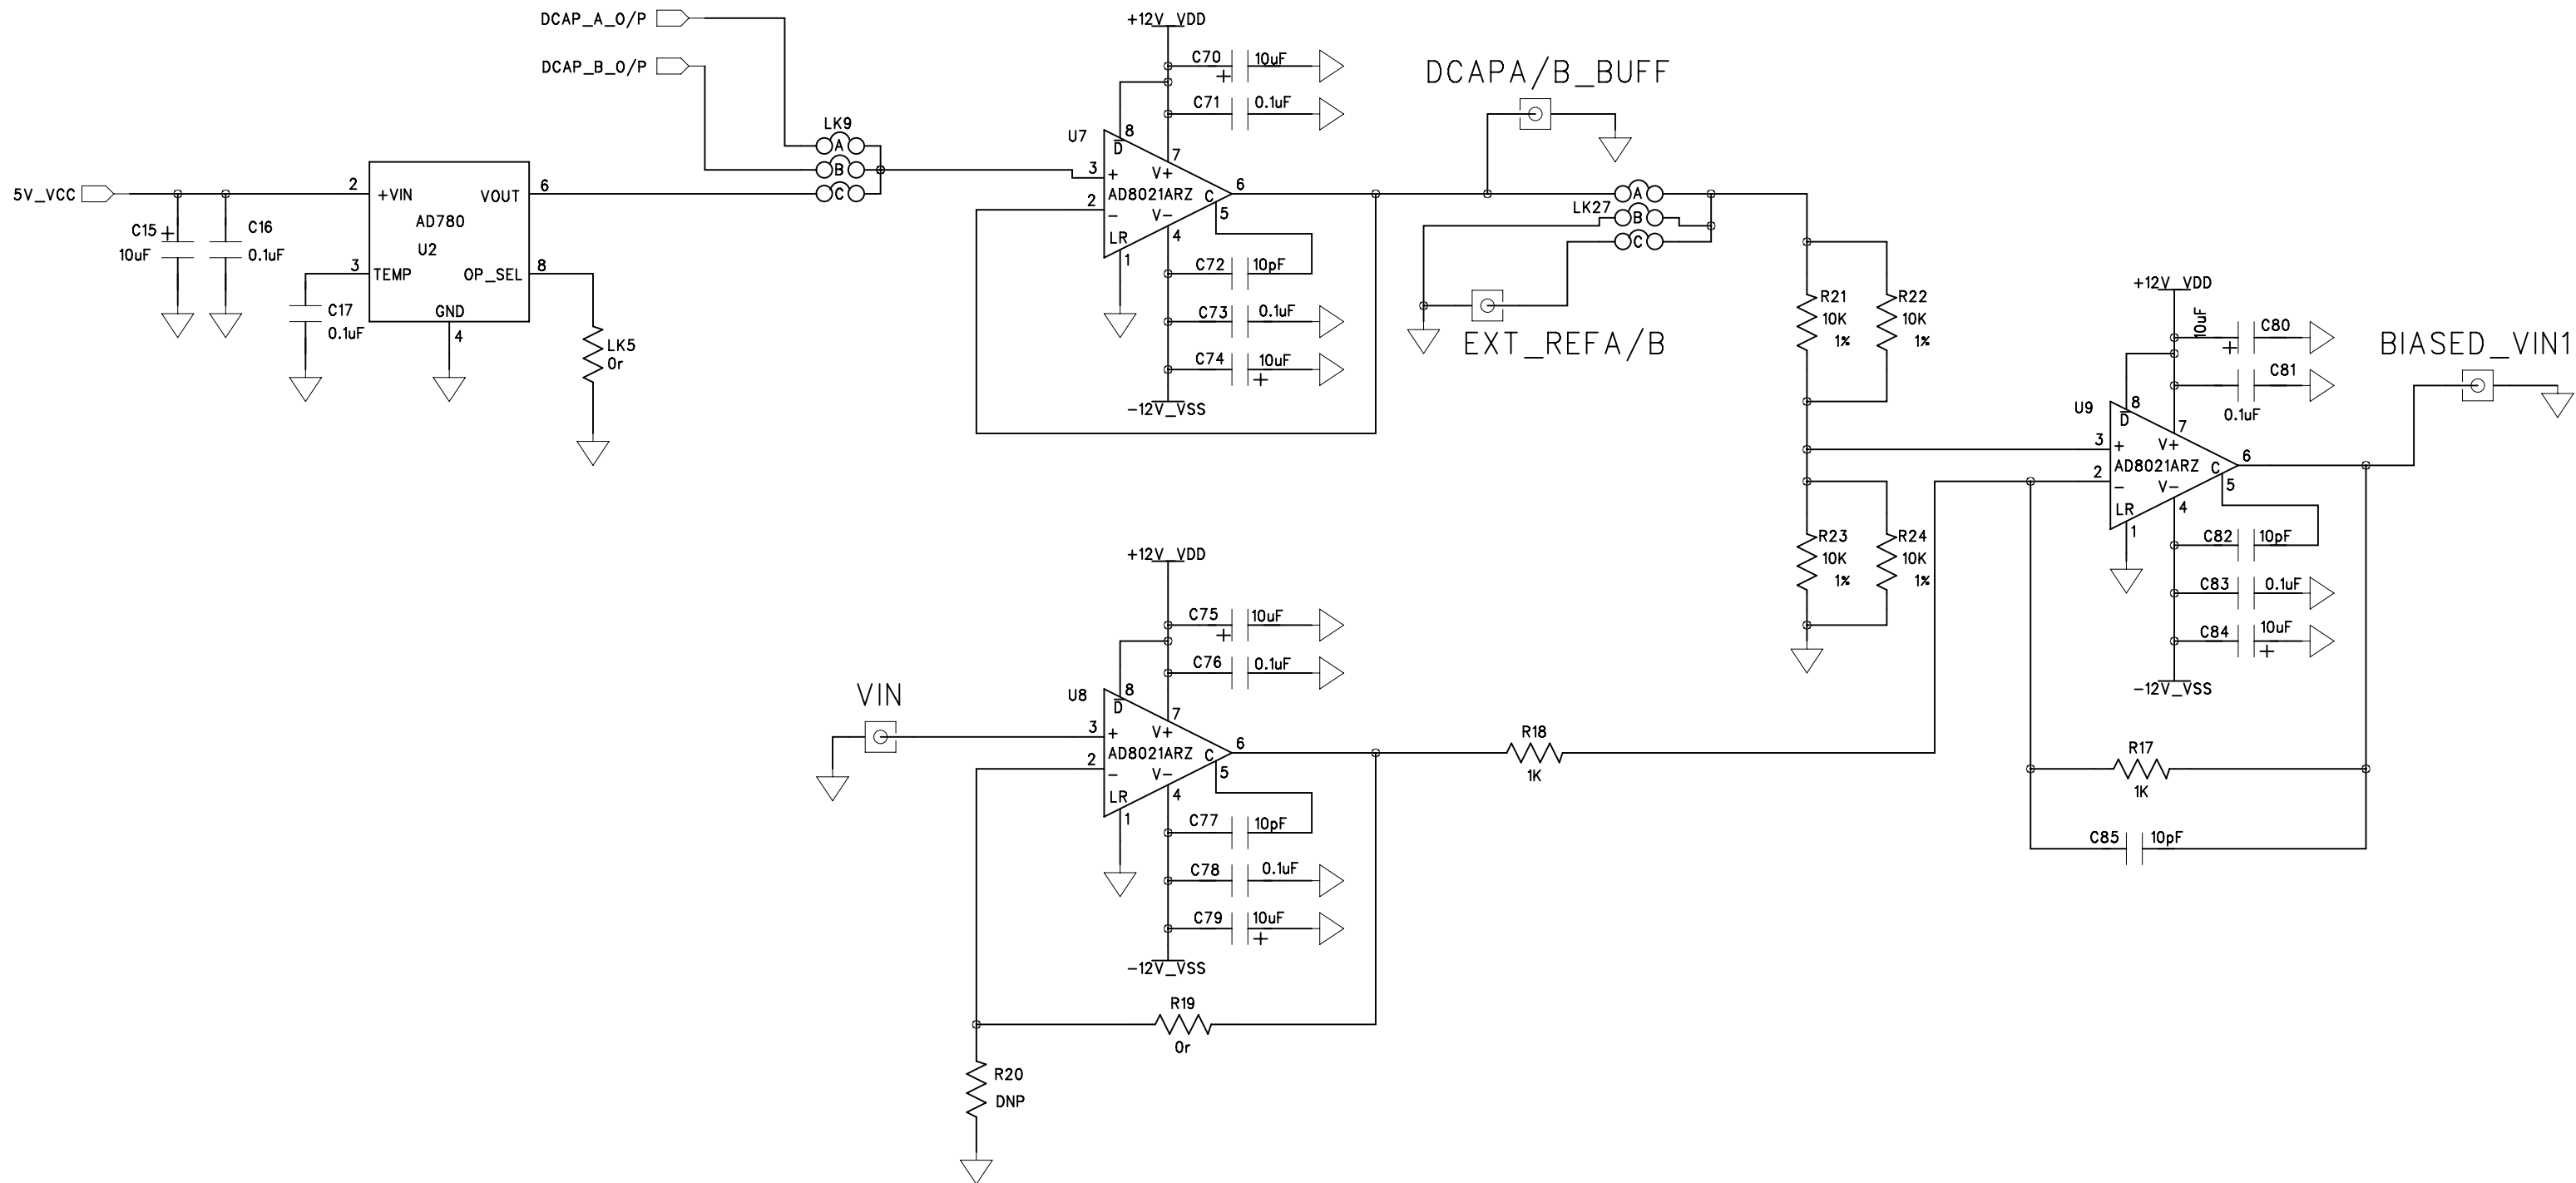 DCAP_A_O/P
DCAP_B_O/P
5V_VCC
C15
+
10uF
C16
0.1uF
2
+VIN
VOUT
6
AD780
U2
3
TEMP
OP_SEL
8
GND
4
C17
0.1uF
LK5
0r
LK9
A
B
C
+12V_VDD
C70
10uF
+
C71
0.1uF
U7
8
D
7
V+
3
+
AD8021ARZ
C
6
2
-
V-
5
LR
4
1
C72
10pF
C73
0.1uF
C74
10uF
+
-12V_VSS
DCAPA/B_BUFF
A
LK27
B
C
EXT_REFA/B
R21
10K
1%
R22
10K
1%
R23
10K
1%
R24
10K
1%
+12V_VDD
10uF
C80
+
C81
0.1uF
BIASED_VIN1
U9
8
D
7
V+
3
+
AD8021ARZ
C
6
2
-
V-
5
LR
4
1
C82
10pF
C83
0.1uF
C84
10uF
+
-12V_VSS
R17
1K
C85
10pF
+12V_VDD
C75
10uF
+
C76
0.1uF
VIN
U8
8
D
7
V+
3
+
AD8021ARZ
C
6
2
-
V-
5
LR
4
1
C77
10pF
C78
0.1uF
C79
10uF
+
-12V_VSS
R18
1K
R19
0r
R20
DNP